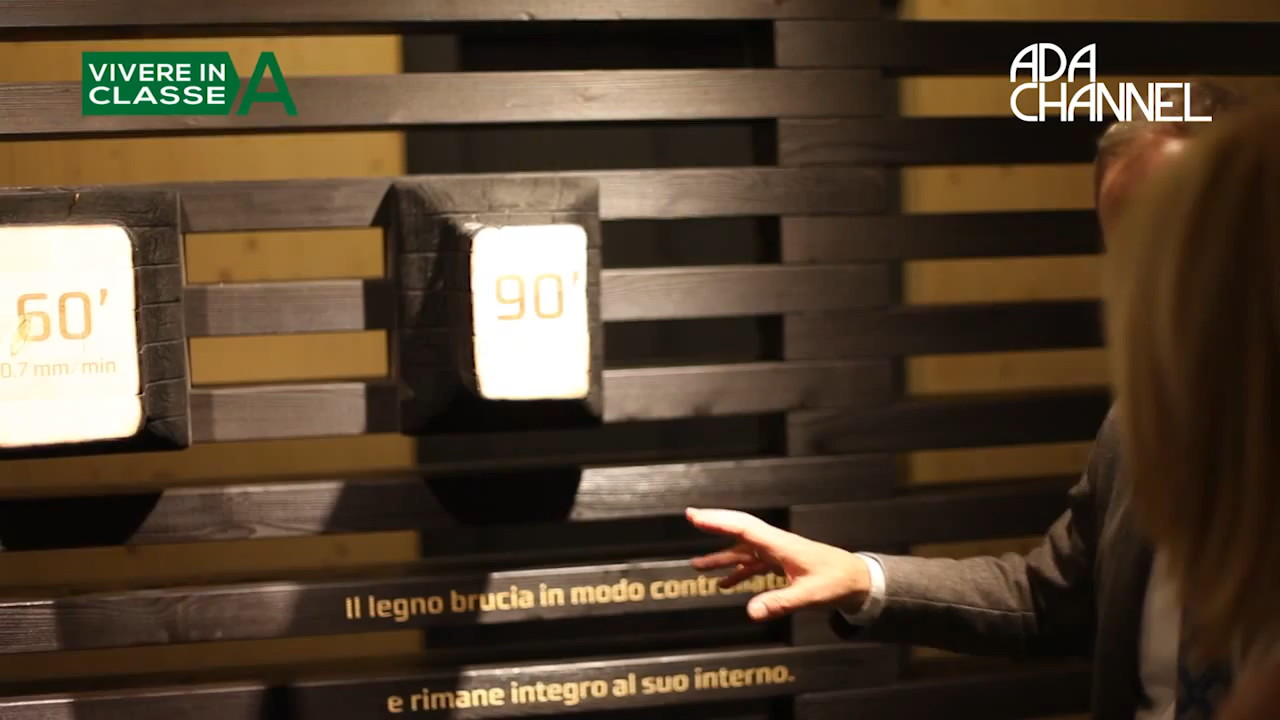 VIVERE IN
CLASSE A
ADA
CHANNEL
60'
0.7 mm/min
90'
Il legno brucia in modo controllato
e rimane integro al suo interno.